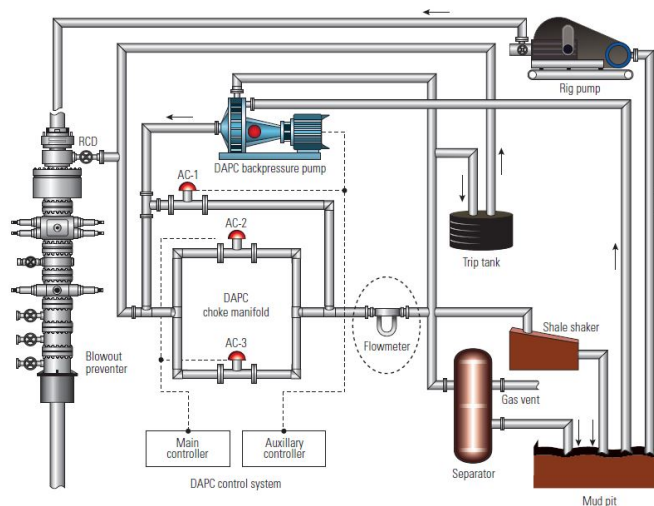 Rig pump
RCD
DAPC backpressure pump
AC-1
AC-2
Trip tank
DAPC
choke manifold
Shale shaker
AC-3
Flowmeter
Blowout
preventer
Gas vent
Main
controller
Auxillary
controller
Separator
DAPC control system
Mud pit